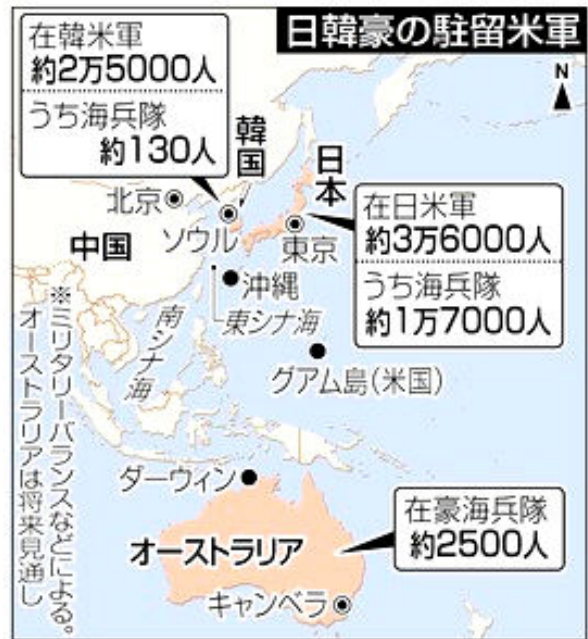 日韓豪の駐留米軍
在韓米軍
約2万5000人
うち海兵隊
約130人
N
韓国
日本
北京
ソウル
東京
在日米軍
約3万6000人
うち海兵隊
約1万7000人
中国
沖縄
東シナ海
南シナ海
グアム島(米国)
※ミリタリーバランスなどによる。
オーストラリアは将来見通し
ダーウィン
在豪海兵隊
約2500人
オーストラリア
キャンベラ